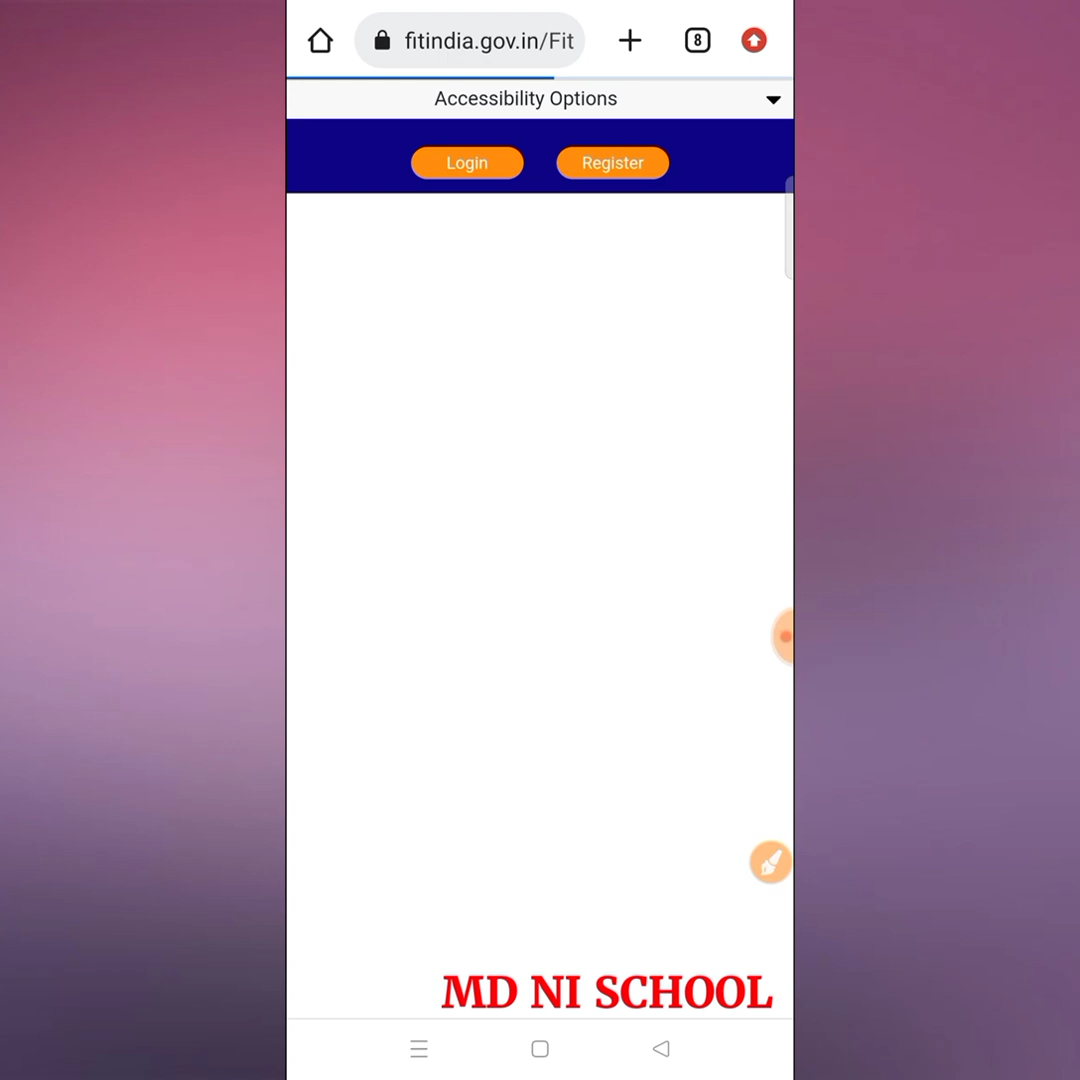 fitindia.gov.in/Fit
8
Accessibility Options
Login
Register
MD NI SCHOOL